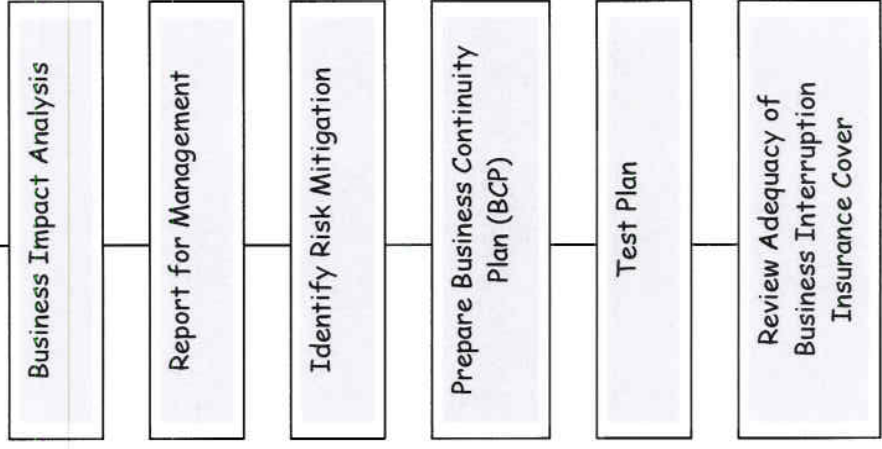 Business Impact Analysis
Report for Management
Identify Risk Mitigation
Prepare Business Continuity
Plan (BCP)
Test Plan
Review Adequacy of
Business Interruption
Insurance Cover